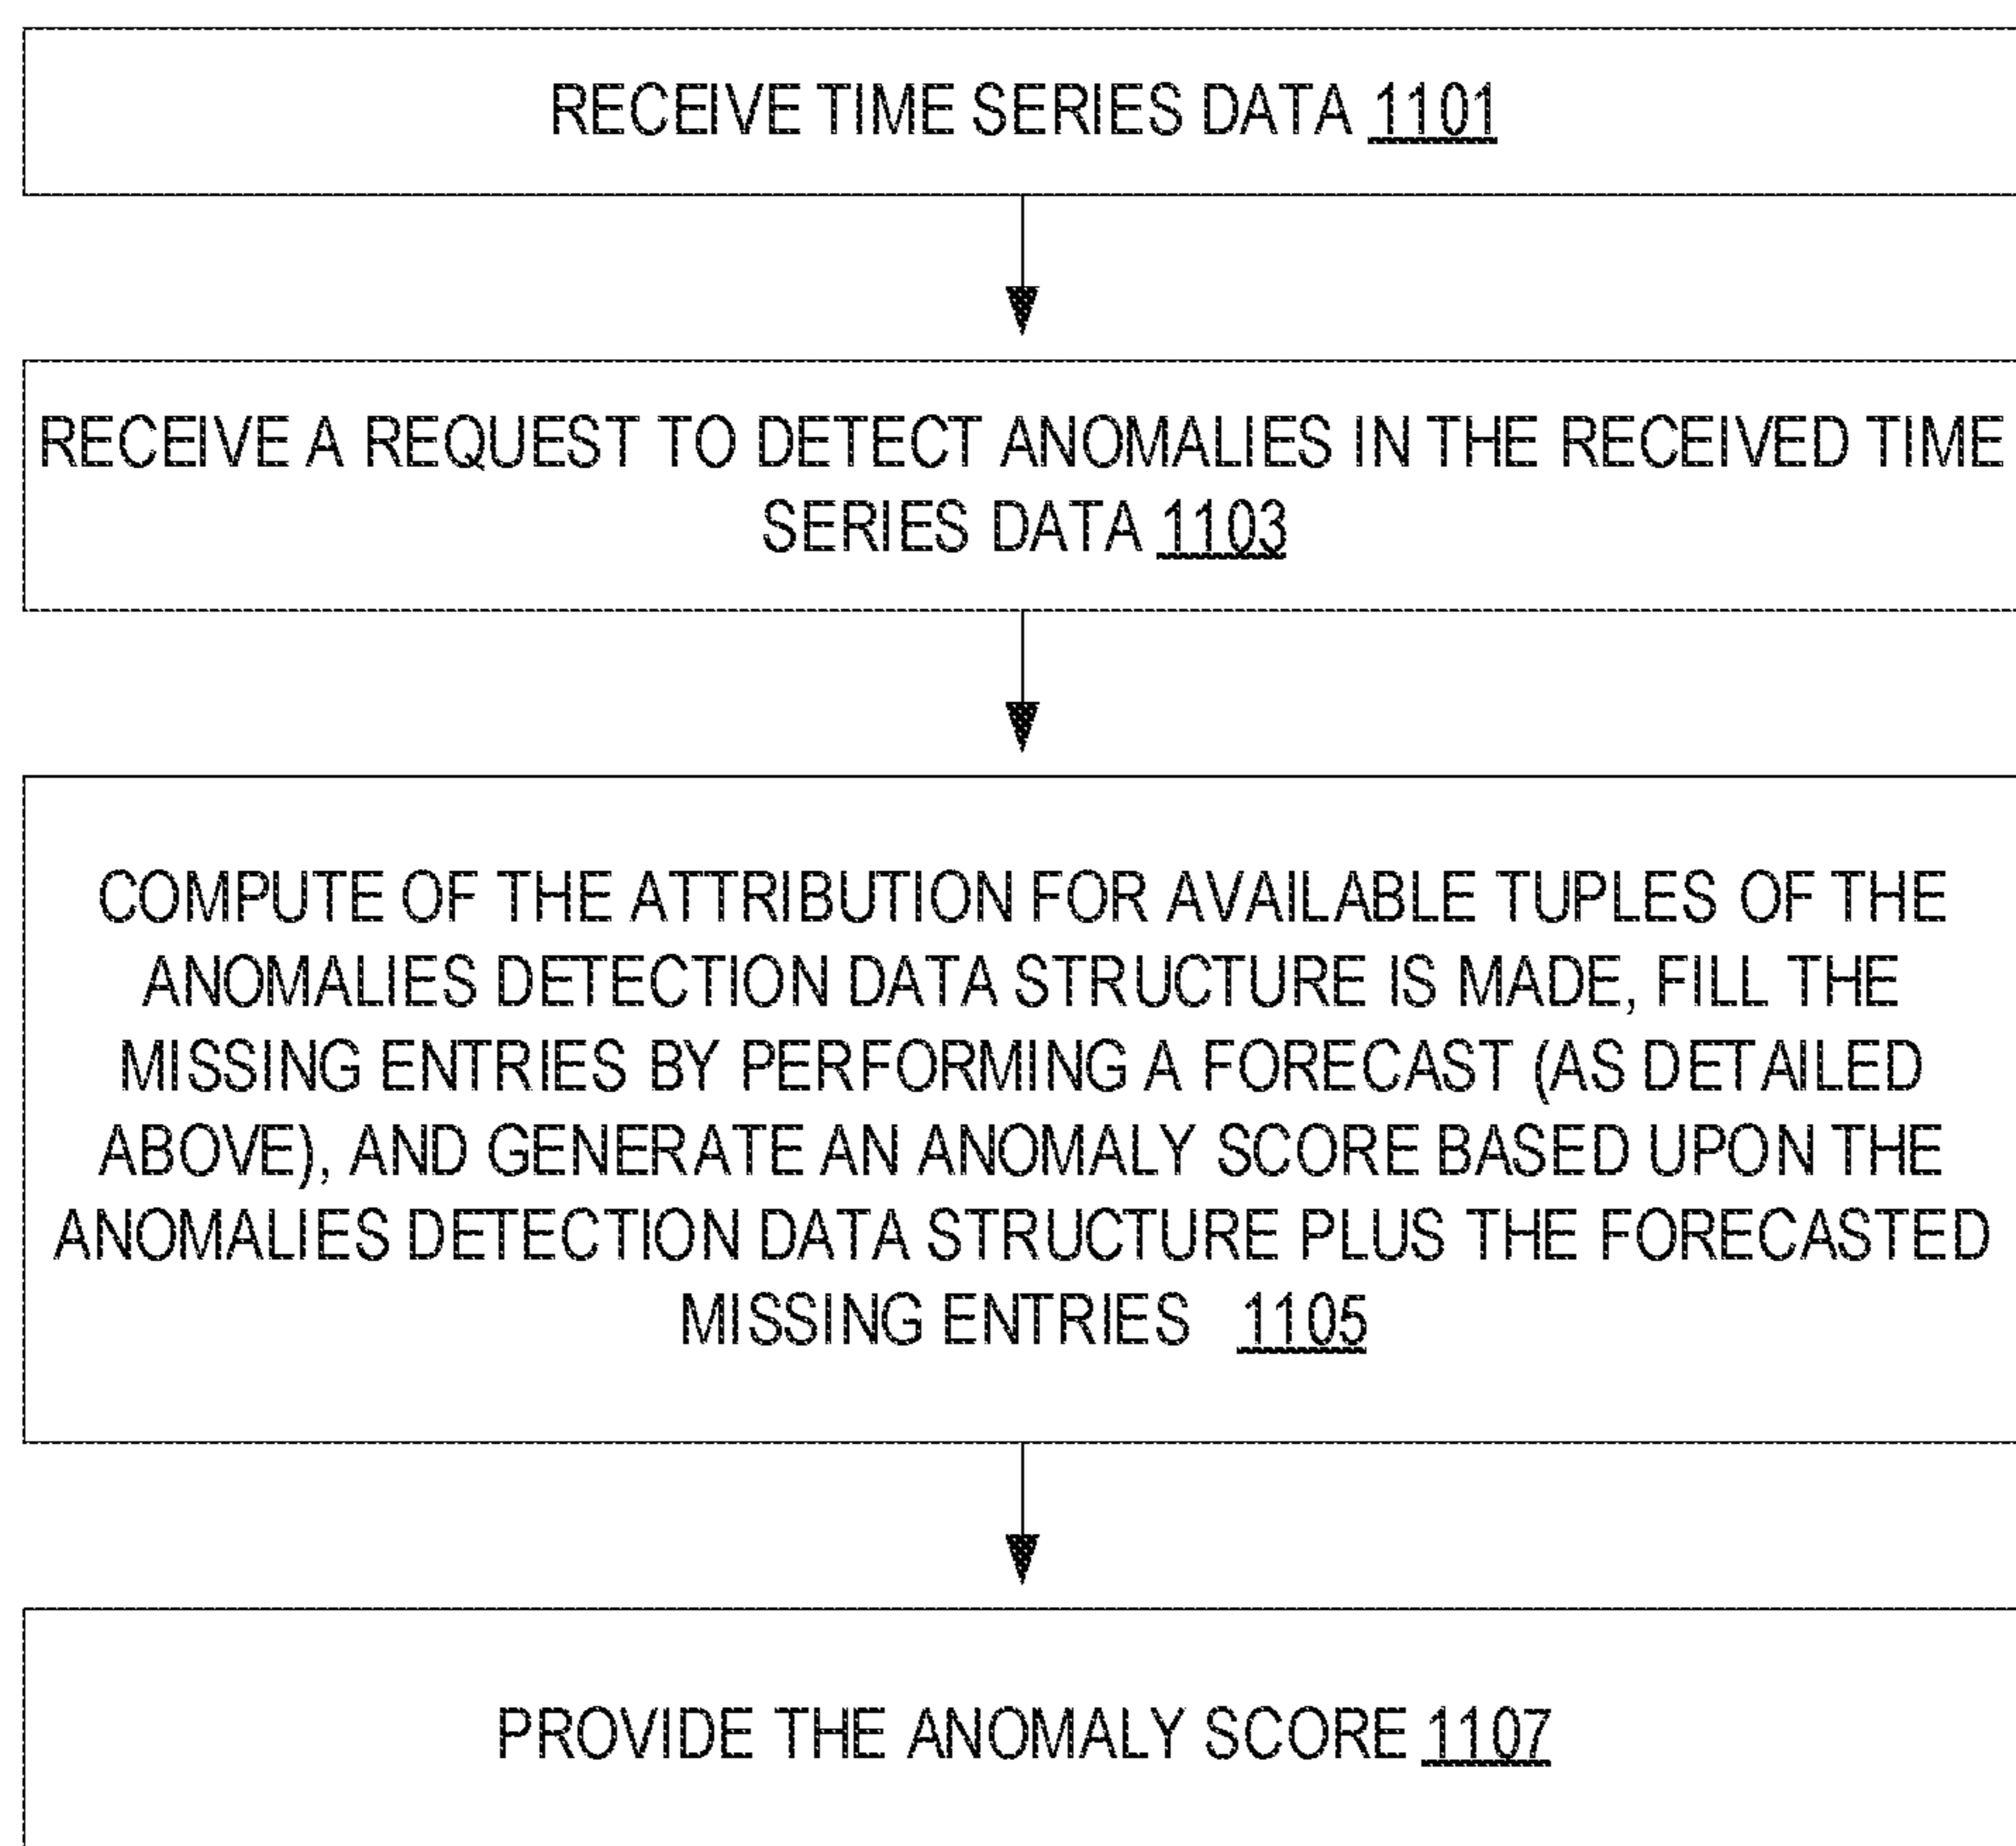 RECEIVE TIME SERIES DATA 1101
RECEIVE A REQUEST TO DETECT ANOMALIES IN THE RECEIVED TIME
SERIES DATA 1103
COMPUTE OF THE ATTRIBUTION FOR AVAILABLE TUPLES OF THE
ANOMALIES DETECTION DATA STRUCTURE IS MADE, FILL THE
MISSING ENTRIES BY PERFORMING A FORECAST (AS DETAILED
ABOVE), AND GENERATE AN ANOMALY SCORE BASED UPON THE
ANOMALIES DETECTION DATA STRUCTURE PLUS THE FORECASTED
MISSING ENTRIES 1105
PROVIDE THE ANOMALY SCORE 1107